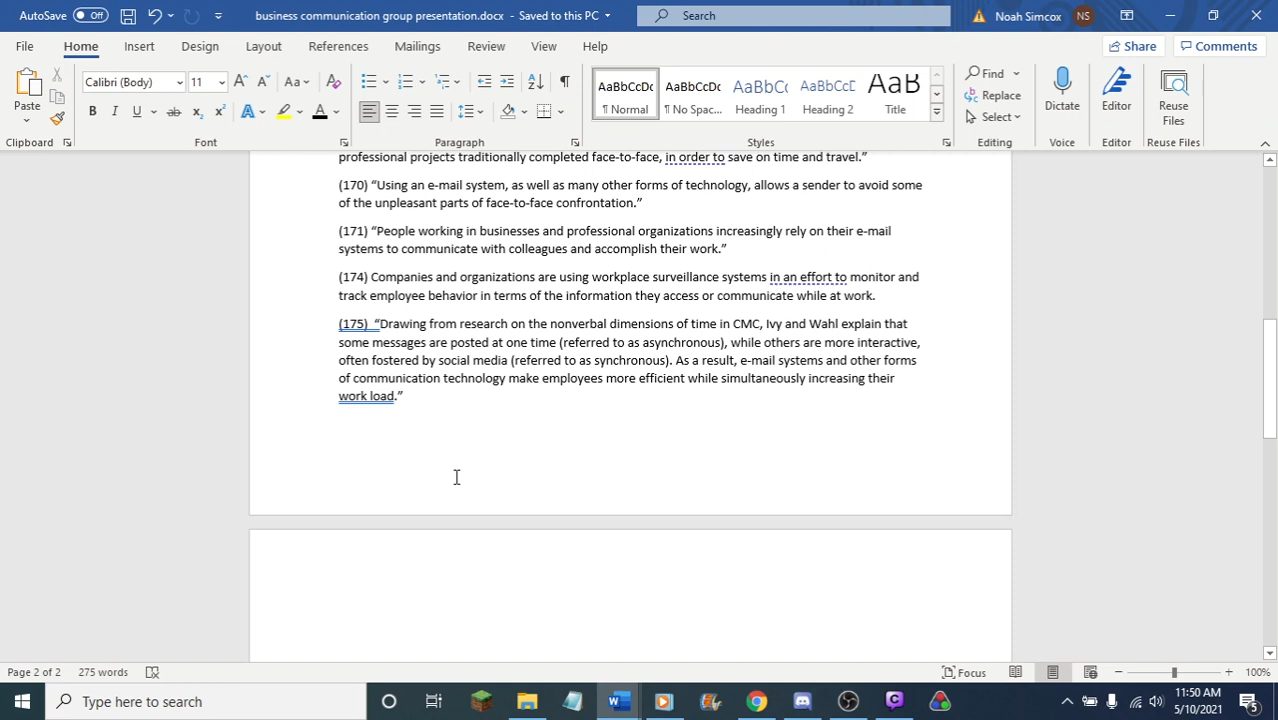 AutoSave Off business communication group presentation.docx - Saved to this PC Search Noah Simcox NS
File Home Insert Design Layout References Mailings Review View Help Share Comments
Paste Calibri (Body) 11 Aa AaBbCcDc AaBbCcDc AaBbCc AaBbCcD AaB Find Replace Select Dictate Editor Reuse Files
B I U ab x₂ x² A A ¶ Normal ¶ No Spac... Heading 1 Heading 2 Title
Clipboard Font Paragraph Styles Editing Voice Editor Reuse Files
professional projects traditionally completed face-to-face, in order to save on time and travel.”
(170) “Using an e-mail system, as well as many other forms of technology, allows a sender to avoid some
of the unpleasant parts of face-to-face confrontation.”
(171) “People working in businesses and professional organizations increasingly rely on their e-mail
systems to communicate with colleagues and accomplish their work.”
(174) Companies and organizations are using workplace surveillance systems in an effort to monitor and
track employee behavior in terms of the information they access or communicate while at work.
(175) “Drawing from research on the nonverbal dimensions of time in CMC, Ivy and Wahl explain that
some messages are posted at one time (referred to as asynchronous), while others are more interactive,
often fostered by social media (referred to as synchronous). As a result, e-mail systems and other forms
of communication technology make employees more efficient while simultaneously increasing their
work load.”
Page 2 of 2 275 words Focus 100%
Type here to search 11:50 AM
5/10/2021 5